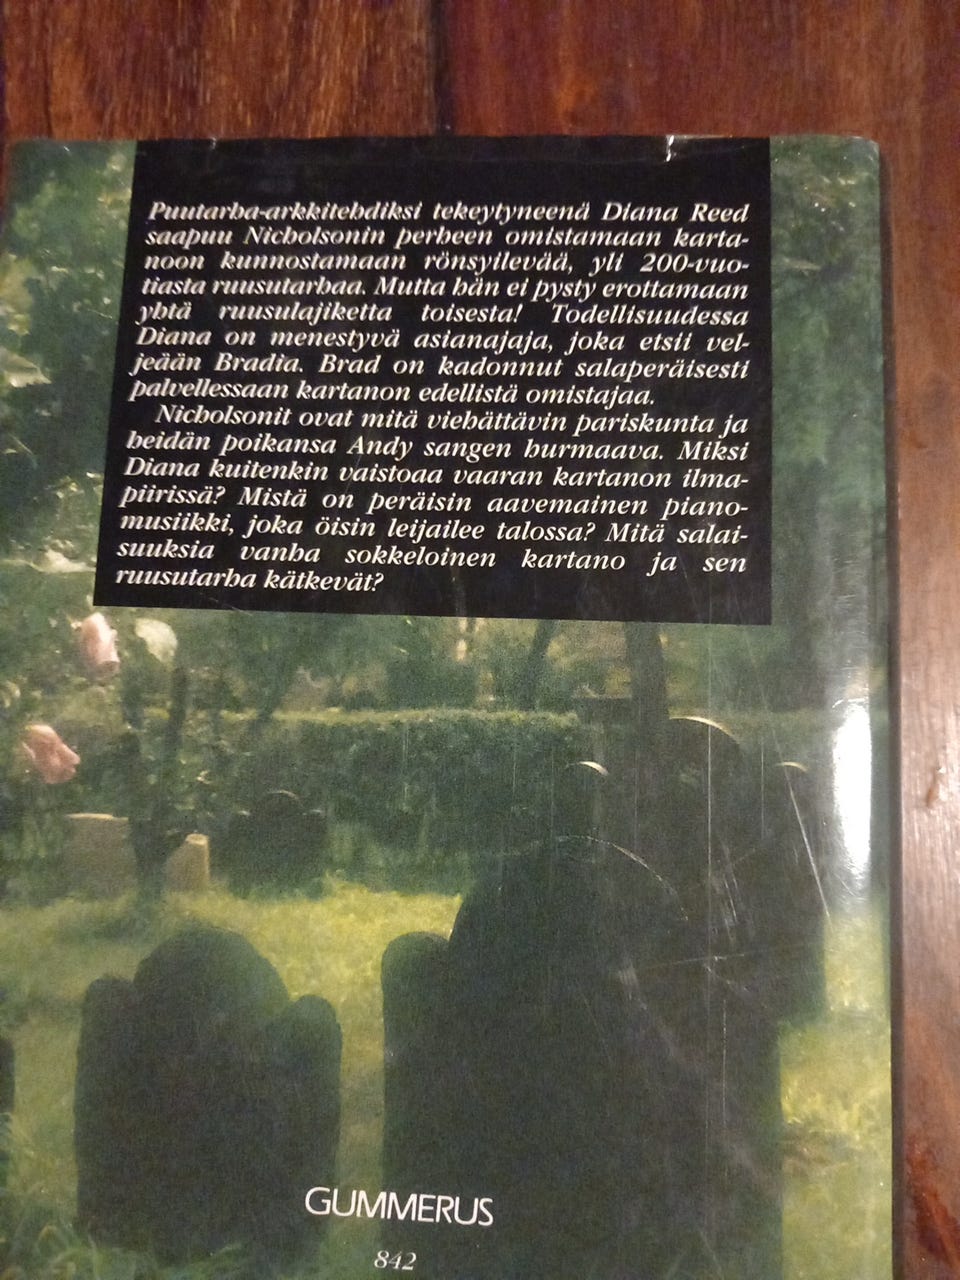 Puutarha-arkkitehdiksi tekeytyneenä Diana Reed
saapuu Nicholsonin perheen omistamaan karta-
noon kunnostamaan rönsyilevää, yli 200-vuo-
tiasta ruusutarhaa. Mutta hän ei pysty erottamaan
yhtä ruusulajiketta toisesta! Todellisuudessa
Diana on menestyvä asianajaja, joka etsii vel-
jeään Bradia. Brad on kadonnut salaperäisesti
palvellessaan kartanon edellistä omistajaa.
Nicholsonit ovat mitä viehättävin pariskunta ja
heidän poikansa Andy sangen hurmaava. Miksi
Diana kuitenkin vaistoaa vaaran kartanon ilma-
piirissä? Mistä on peräisin aavemainen piano-
musiikki, joka öisin leijailee talossa? Mitä salai-
suuksia vanha sokkeloinen kartano ja sen
ruusutarha kätkevät?
GUMMERUS
842